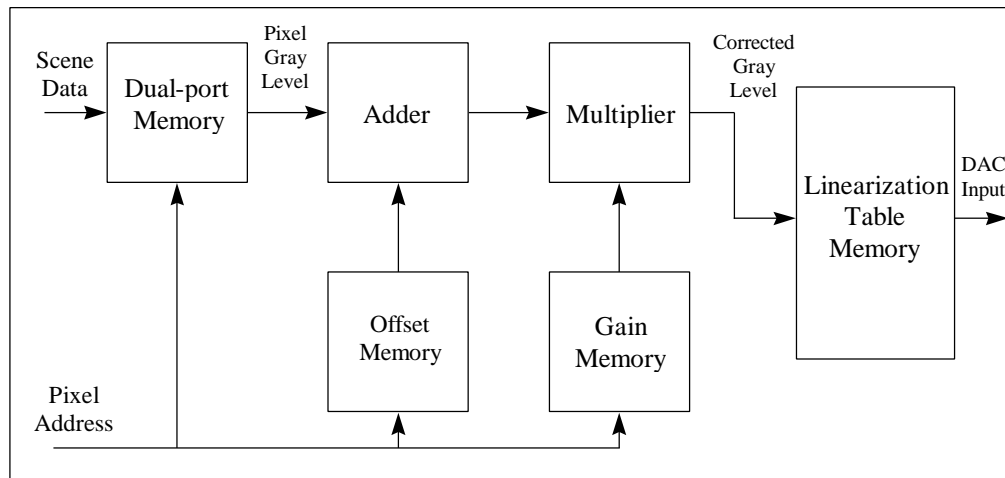 Scene
Data
Dual-port
Memory
Pixel
Gray
Level
Adder
Multiplier
Corrected
Gray
Level
Linearization
Table
Memory
DAC
Input
Offset
Memory
Gain
Memory
Pixel
Address